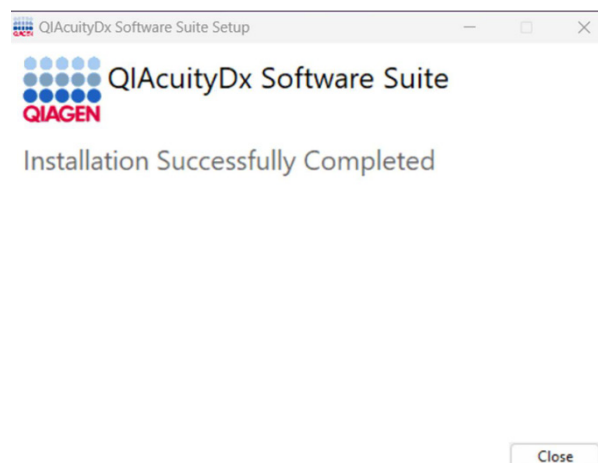 QIAcuityDx Software Suite Setup
QIAcuityDx Software Suite
QIAGEN
Installation Successfully Completed
Close